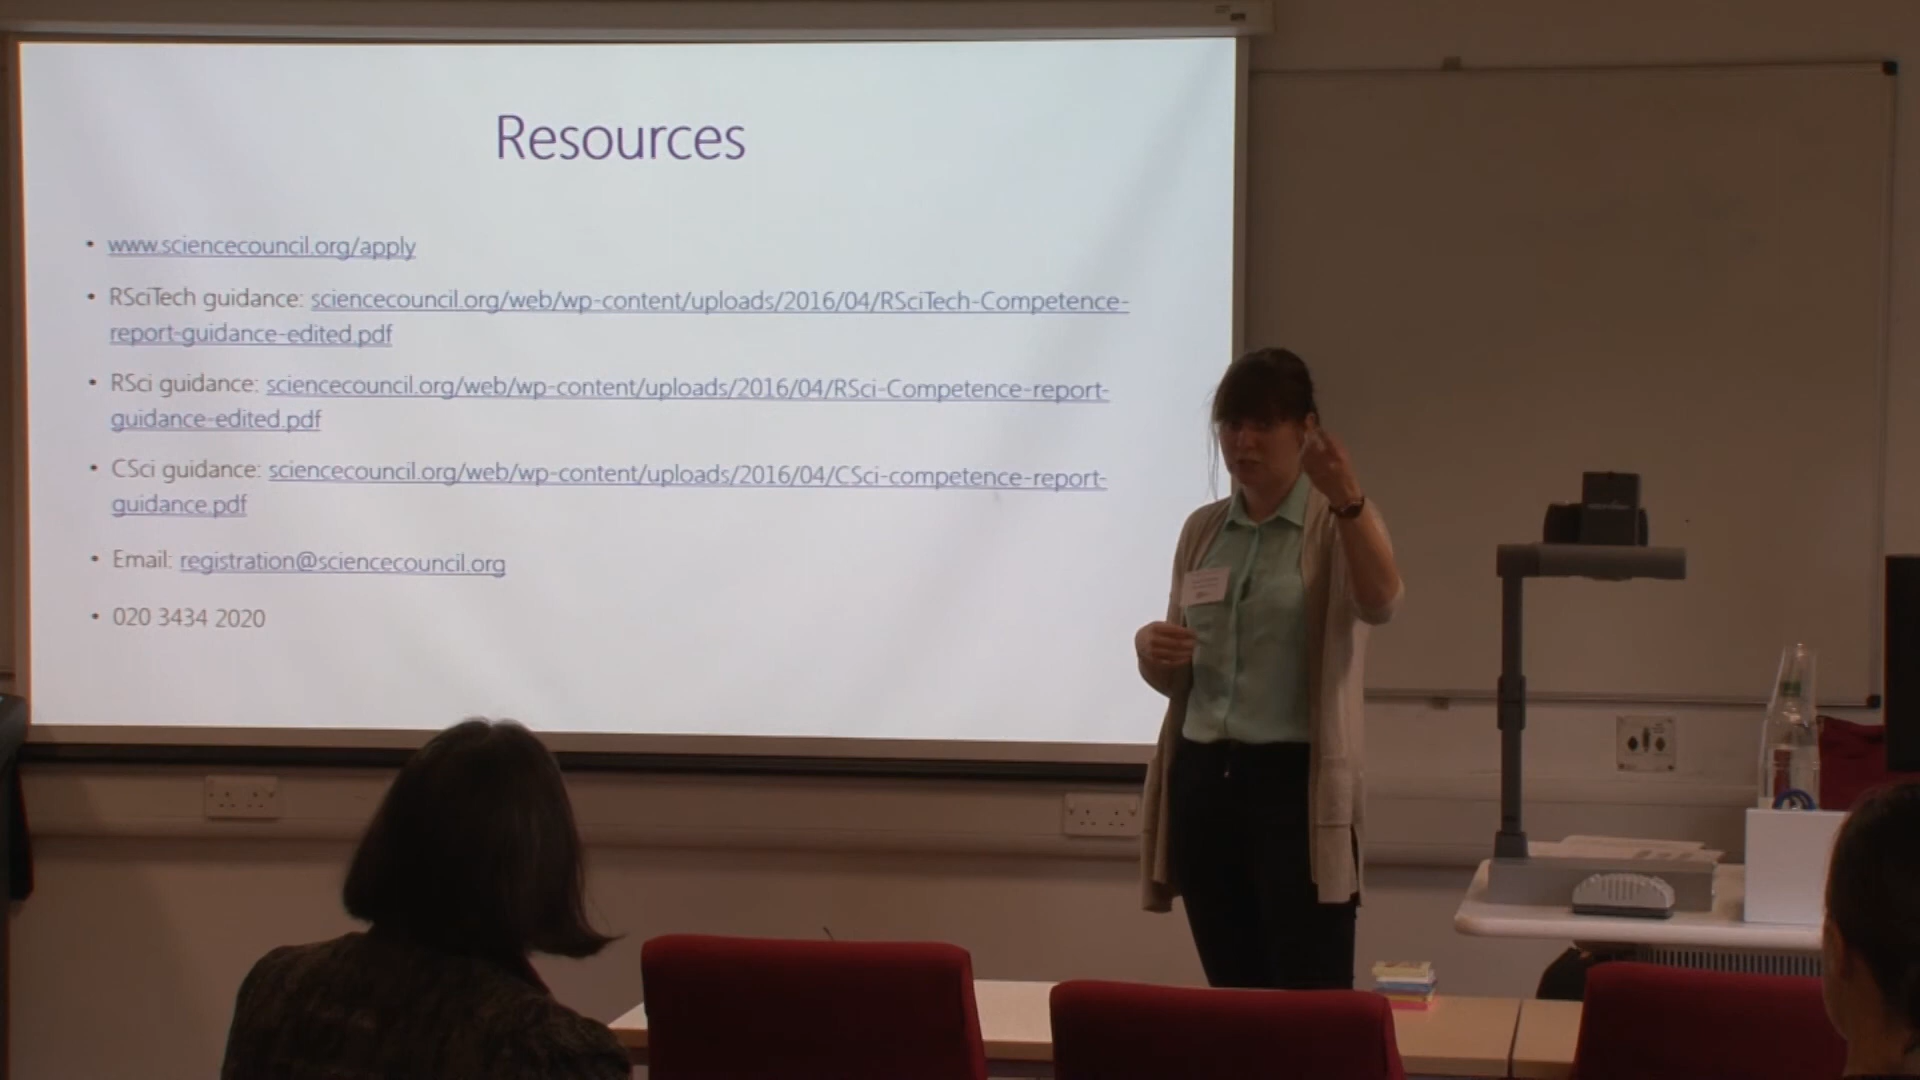 Resources
• www.sciencecouncil.org/apply
• RSciTech guidance: sciencecouncil.org/web/wp-content/uploads/2016/04/RSciTech-Competence-
report-guidance-edited.pdf
• RSci guidance: sciencecouncil.org/web/wp-content/uploads/2016/04/RSci-Competence-report-
guidance-edited.pdf
• CSci guidance: sciencecouncil.org/web/wp-content/uploads/2016/04/CSci-competence-report-
guidance.pdf
• Email: registration@sciencecouncil.org
• 020 3434 2020